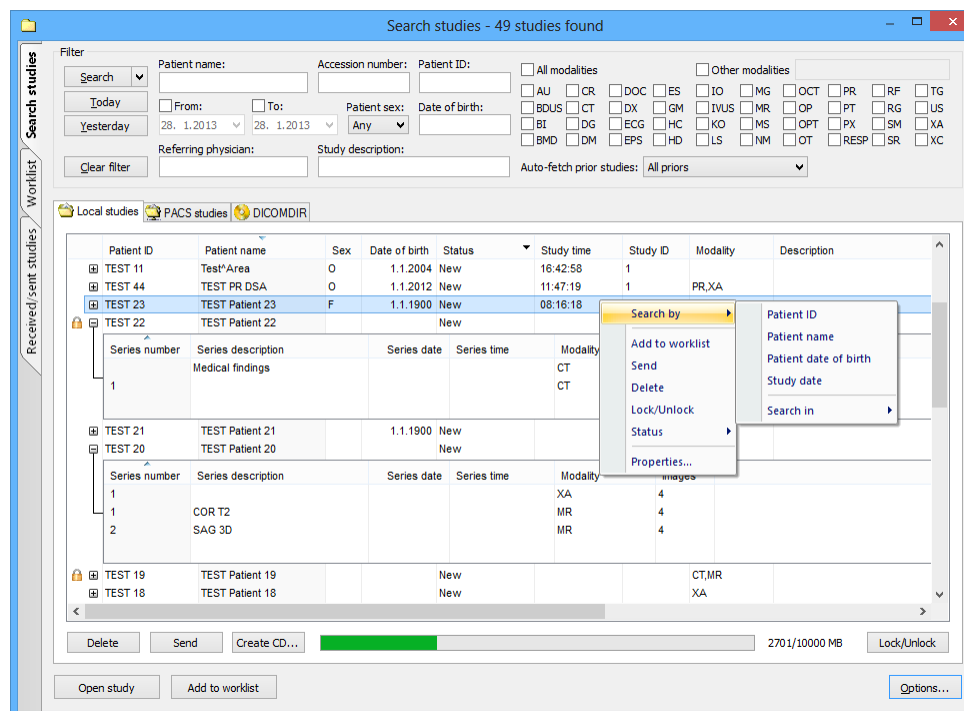 Search studies - 49 studies found
Search studies
Worklist
Received/sent studies
Filter
Search
Today
Yesterday
Clear filter
Patient name:
Accession number:
Patient ID:
From:
To:
Patient sex:
Date of birth:
28. 1.2013
28. 1.2013
Any
Referring physician:
Study description:
All modalities
Other modalities
AU CR DOC ES IO MG OCT PR RF TG
BDUS CT DX GM IVUS MR OP PT RG US
BI DG ECG HC KO MS OPT PX SM XA
BMD DM EPS HD LS NM OT RESP SR XC
Auto-fetch prior studies: All priors
Local studies PACS studies DICOMDIR
Patient ID Patient name Sex Date of birth Status Study time Study ID Modality Description
TEST 11 Test^Area O 1.1.2004 New 16:42:58 1
TEST 44 TEST PR DSA O 1.1.2012 New 11:47:19 1 PR,XA
TEST 23 TEST Patient 23 F 1.1.1900 New 08:16:18
TEST 22 TEST Patient 22 New
Series number Series description Series date Series time Modality
Medical findings CT
1 CT
TEST 21 TEST Patient 21 1.1.1900 New
TEST 20 TEST Patient 20 New
Series number Series description Series date Series time Modality Images
1 XA 4
1 COR T2 MR 4
2 SAG 3D MR 4
TEST 19 TEST Patient 19 New CT,MR
TEST 18 TEST Patient 18 New XA
Search by
Add to worklist
Send
Delete
Lock/Unlock
Status
Properties...
Patient ID
Patient name
Patient date of birth
Study date
Search in
Delete Send Create CD... 2701/10000 MB Lock/Unlock
Open study Add to worklist Options...